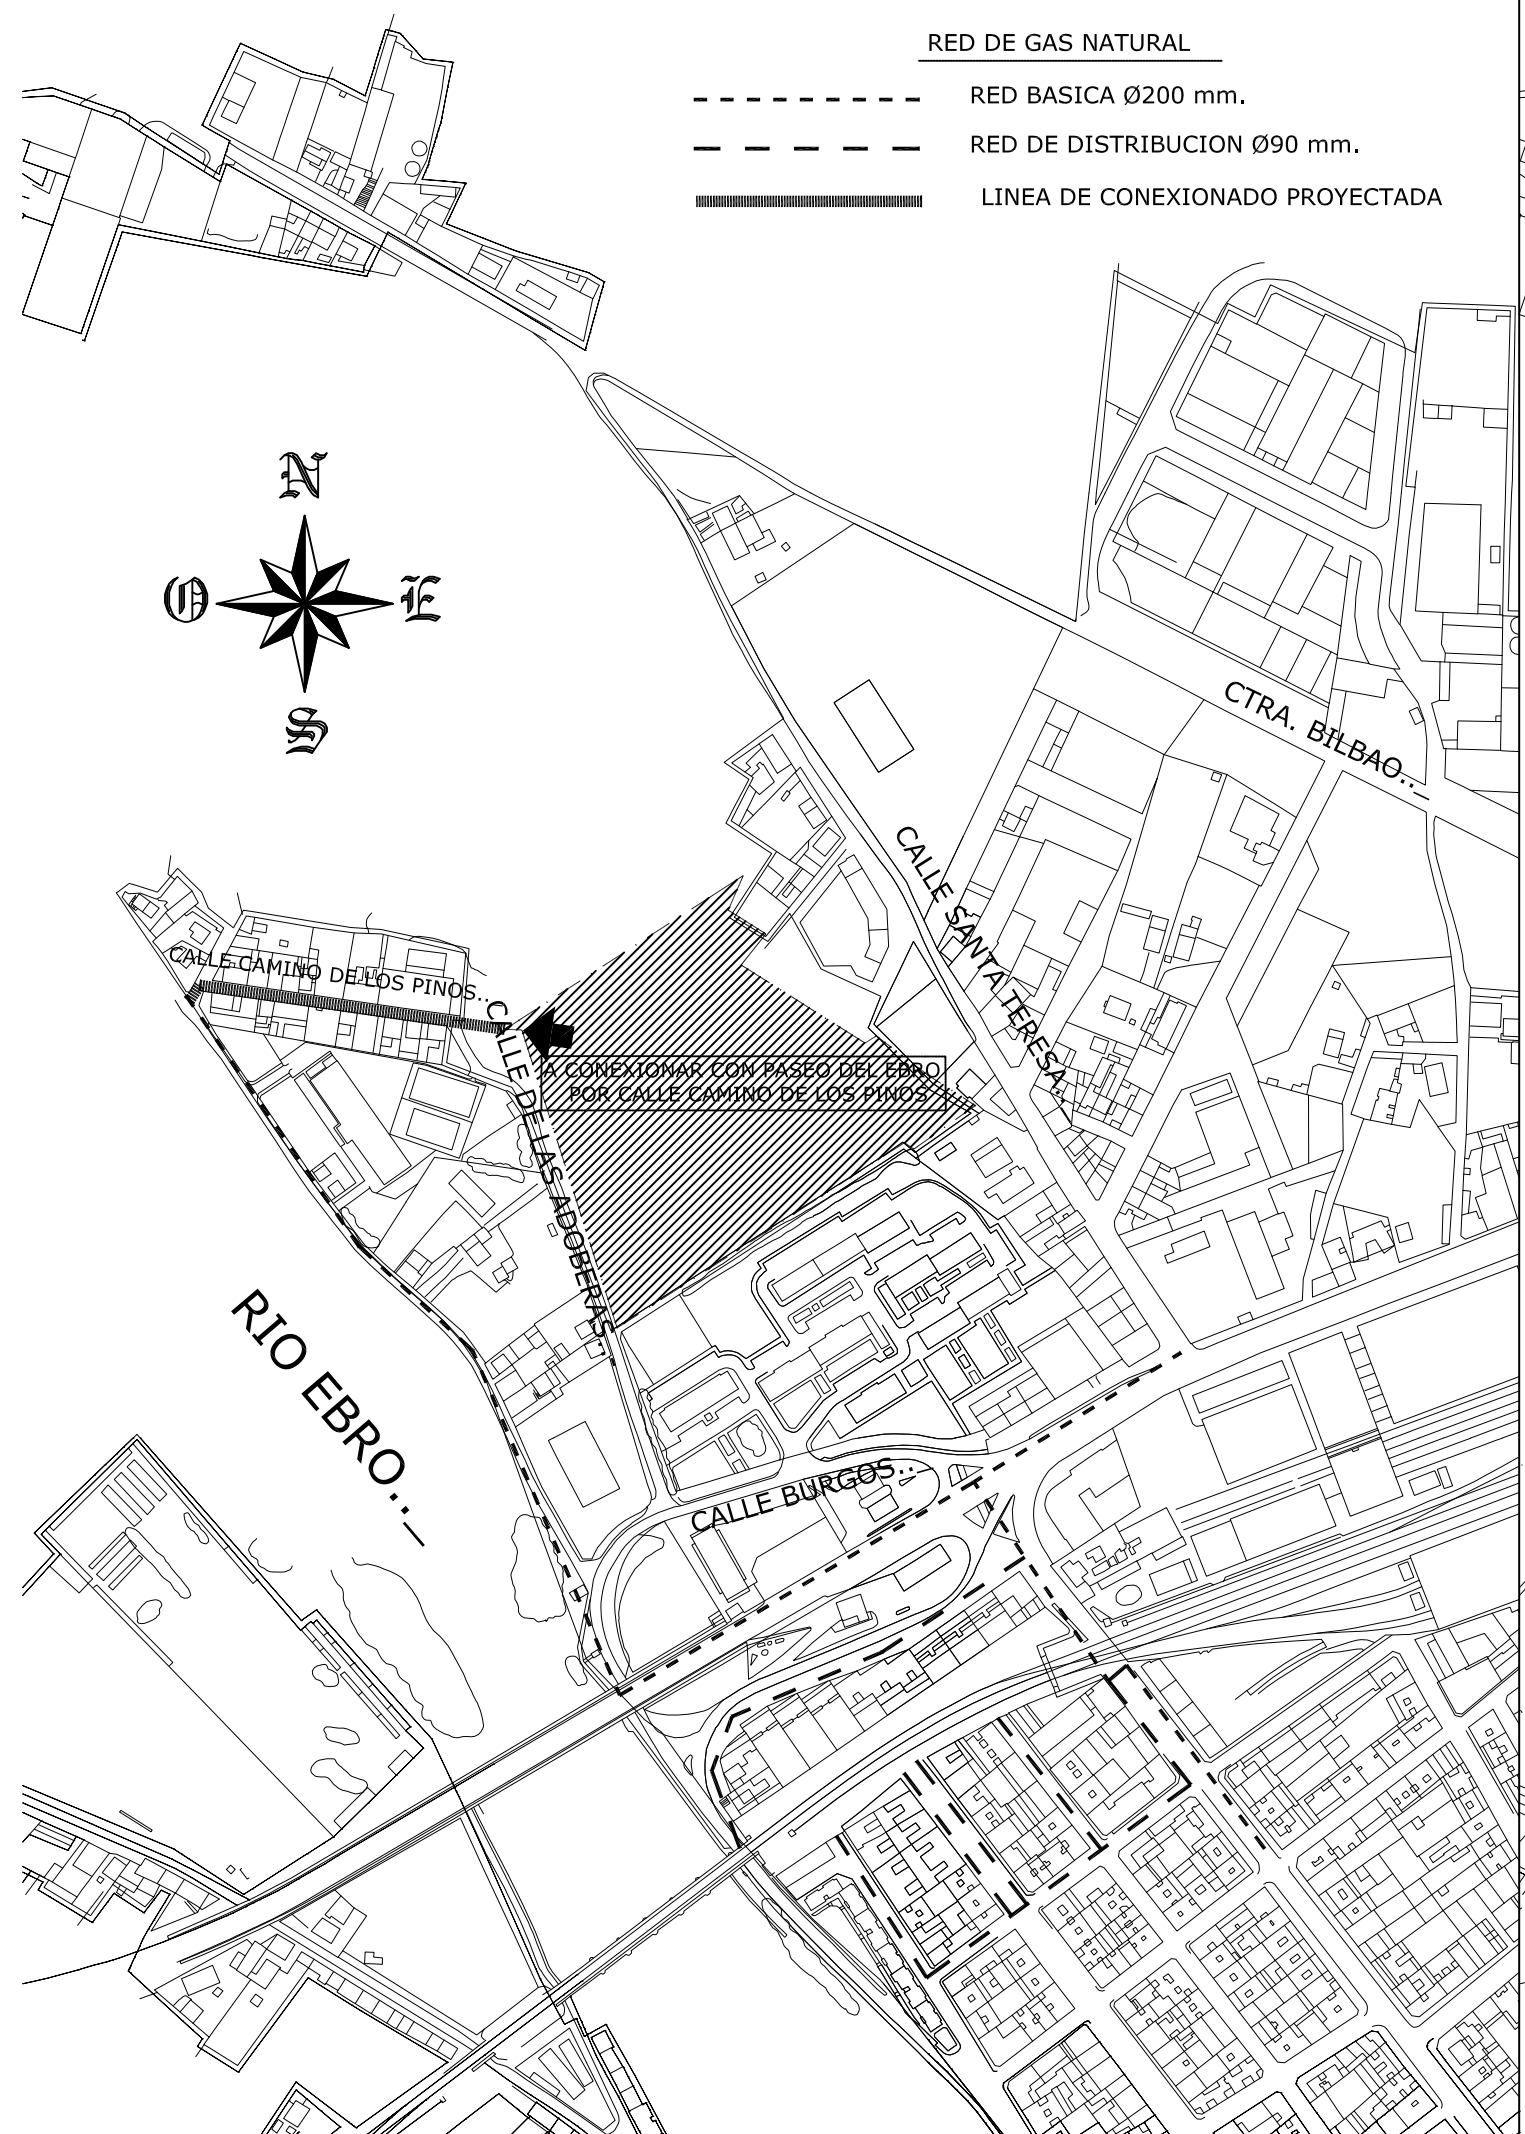 RED DE GAS NATURAL
RED BASICA Ø200 mm.
RED DE DISTRIBUCION Ø90 mm.
LINEA DE CONEXIONADO PROYECTADA
N
O
E
S
CTRA. BILBAO..._
CALLE SANTA TERESA..._
CALLE CAMINO DE LOS PINOS..._
CALLE DE LAS ADOBERAS..._
A CONEXIONAR CON PASEO DEL EBRO
POR CALLE CAMINO DE LOS PINOS
RIO EBRO..._
CALLE BURGOS..._